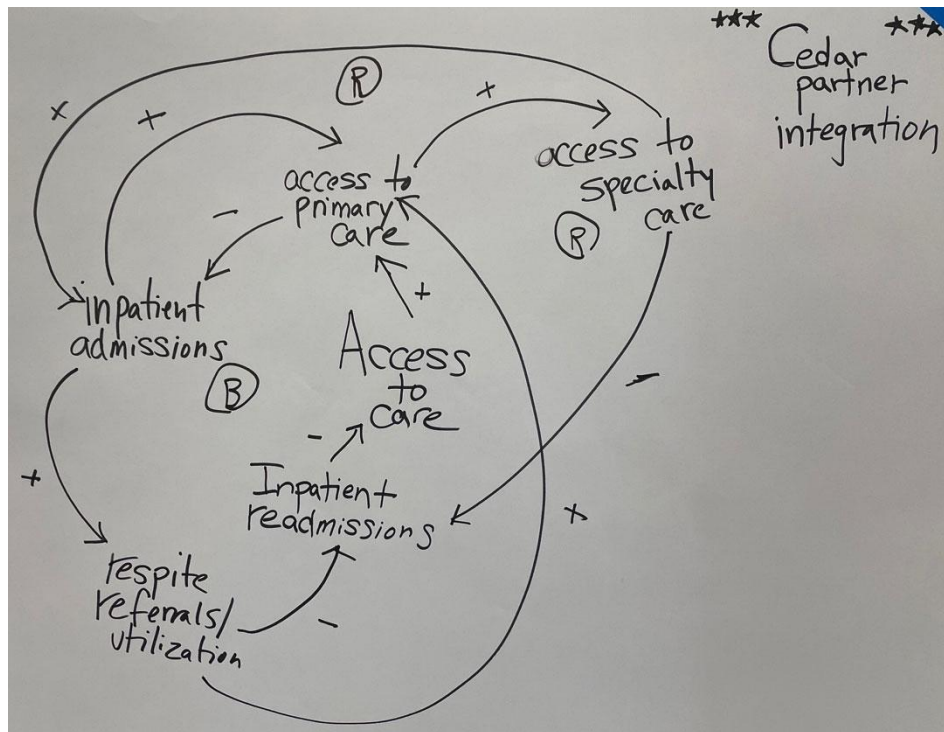 *** Cedar ***
partner
integration
x
+
R
+
access to
specialty
care
R
access to
primary
care
-
inpatient
admissions
B
+
Access
to
care
-
-
Inpatient
readmissions
+
+
respite
referrals/
utilization
-